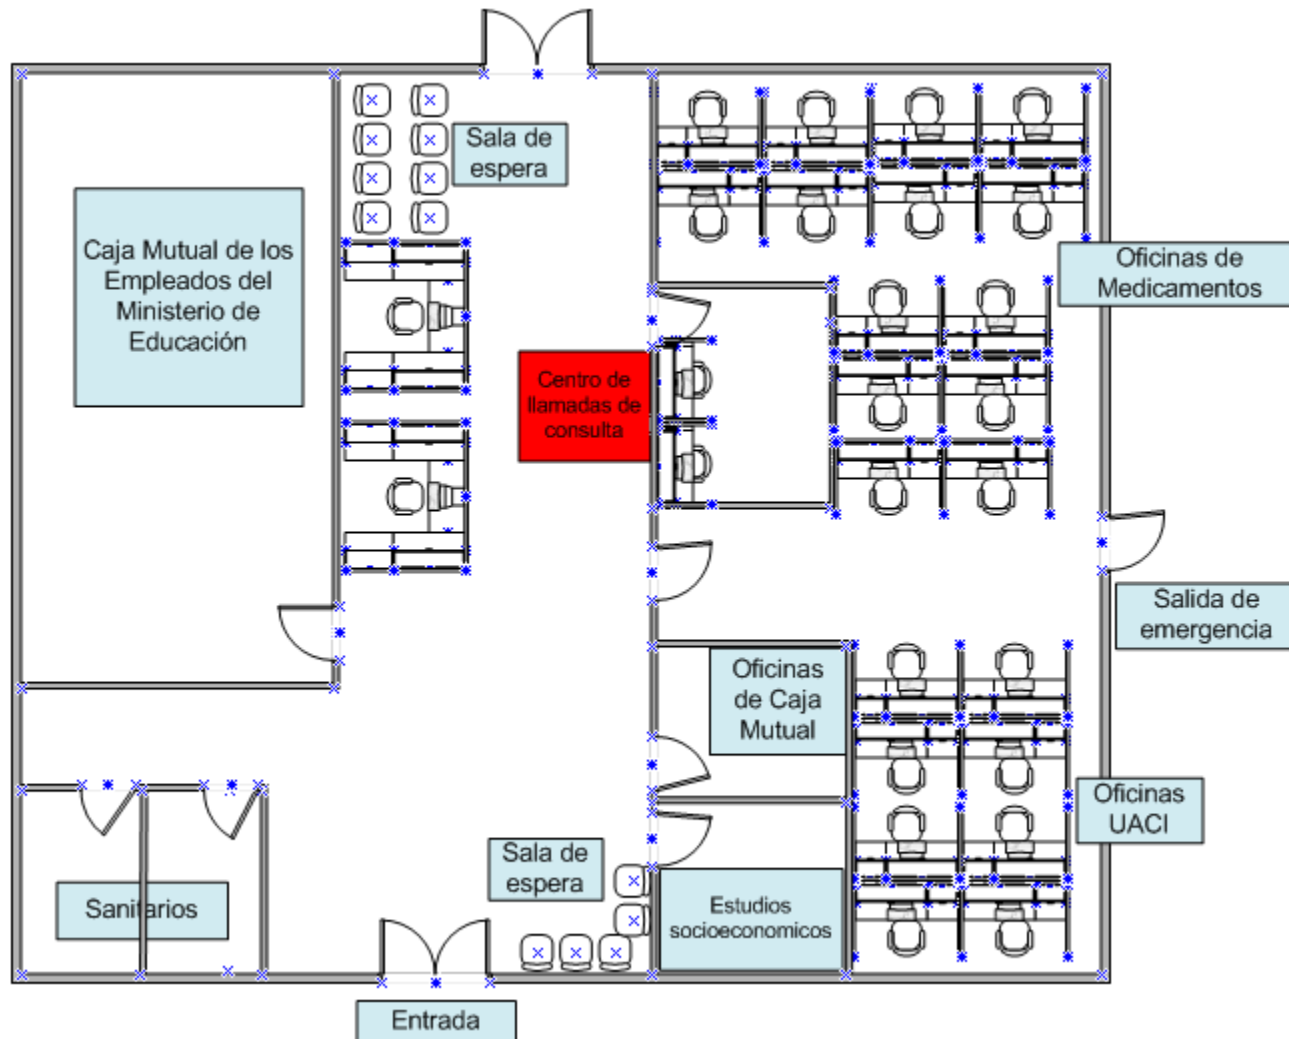 Sala de
espera
Caja Mutual de los
Empleados del
Ministerio de
Educación
Oficinas de
Medicamentos
Centro de
llamadas de
consulta
Salida de
emergencia
Oficinas
de Caja
Mutual
Oficinas
UACI
Sala de
espera
Sanitarios
Estudios
socioeconomicos
Entrada